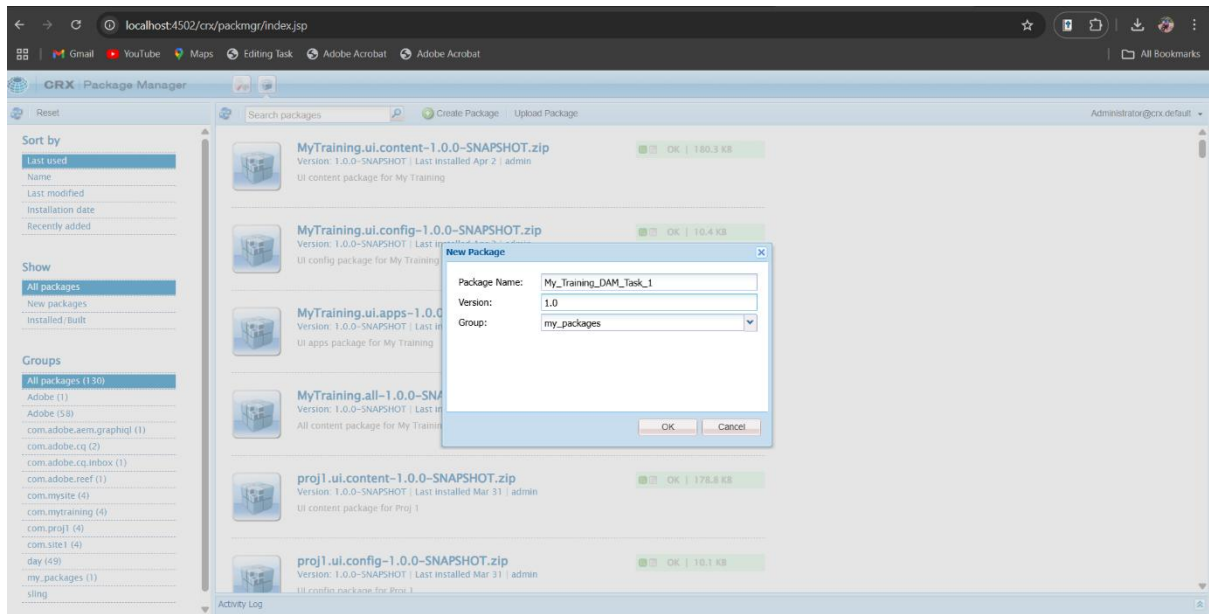 localhost:4502/crx/packmgr/index.jsp
Gmail YouTube Maps Editing Task Adobe Acrobat Adobe Acrobat All Bookmarks
CRX Package Manager
Reset Search packages Create Package Upload Package Administrator@crx.default
Sort by
Last used
Name
Last modified
Installation date
Recently added
Show
All packages
New packages
Installed/Built
Groups
All packages (130)
Adobe (1)
Adobe (58)
com.adobe.aem.graphiql (1)
com.adobe.cq (2)
com.adobe.cq.inbox (1)
com.adobe.reef (1)
com.mysite (4)
com.mytraining (4)
com.proj1 (4)
com.site1 (4)
day (49)
my_packages (1)
sling
MyTraining.ui.content-1.0.0-SNAPSHOT.zip
Version: 1.0.0-SNAPSHOT | Last installed Apr 2 | admin
UI content package for My Training
OK | 180.3 KB
MyTraining.ui.config-1.0.0-SNAPSHOT.zip
Version: 1.0.0-SNAPSHOT | Last
UI config package for My Training
OK | 10.4 KB
MyTraining.ui.apps-1.0.0
Version: 1.0.0-SNAPSHOT | Last
UI apps package for My Training
MyTraining.all-1.0.0-SNA
Version: 1.0.0-SNAPSHOT | Last
All content package for My
proj1.ui.content-1.0.0-SNAPSHOT.zip
Version: 1.0.0-SNAPSHOT | Last installed Mar 31 | admin
UI content package for Proj 1
OK | 178.8 KB
proj1.ui.config-1.0.0-SNAPSHOT.zip
Version: 1.0.0-SNAPSHOT | Last installed Mar 31 | admin
UI config package for Proj 1
OK | 10.1 KB
New Package
Package Name: My_Training_DAM_Task_1
Version: 1.0
Group: my_packages
OK Cancel
Activity Log